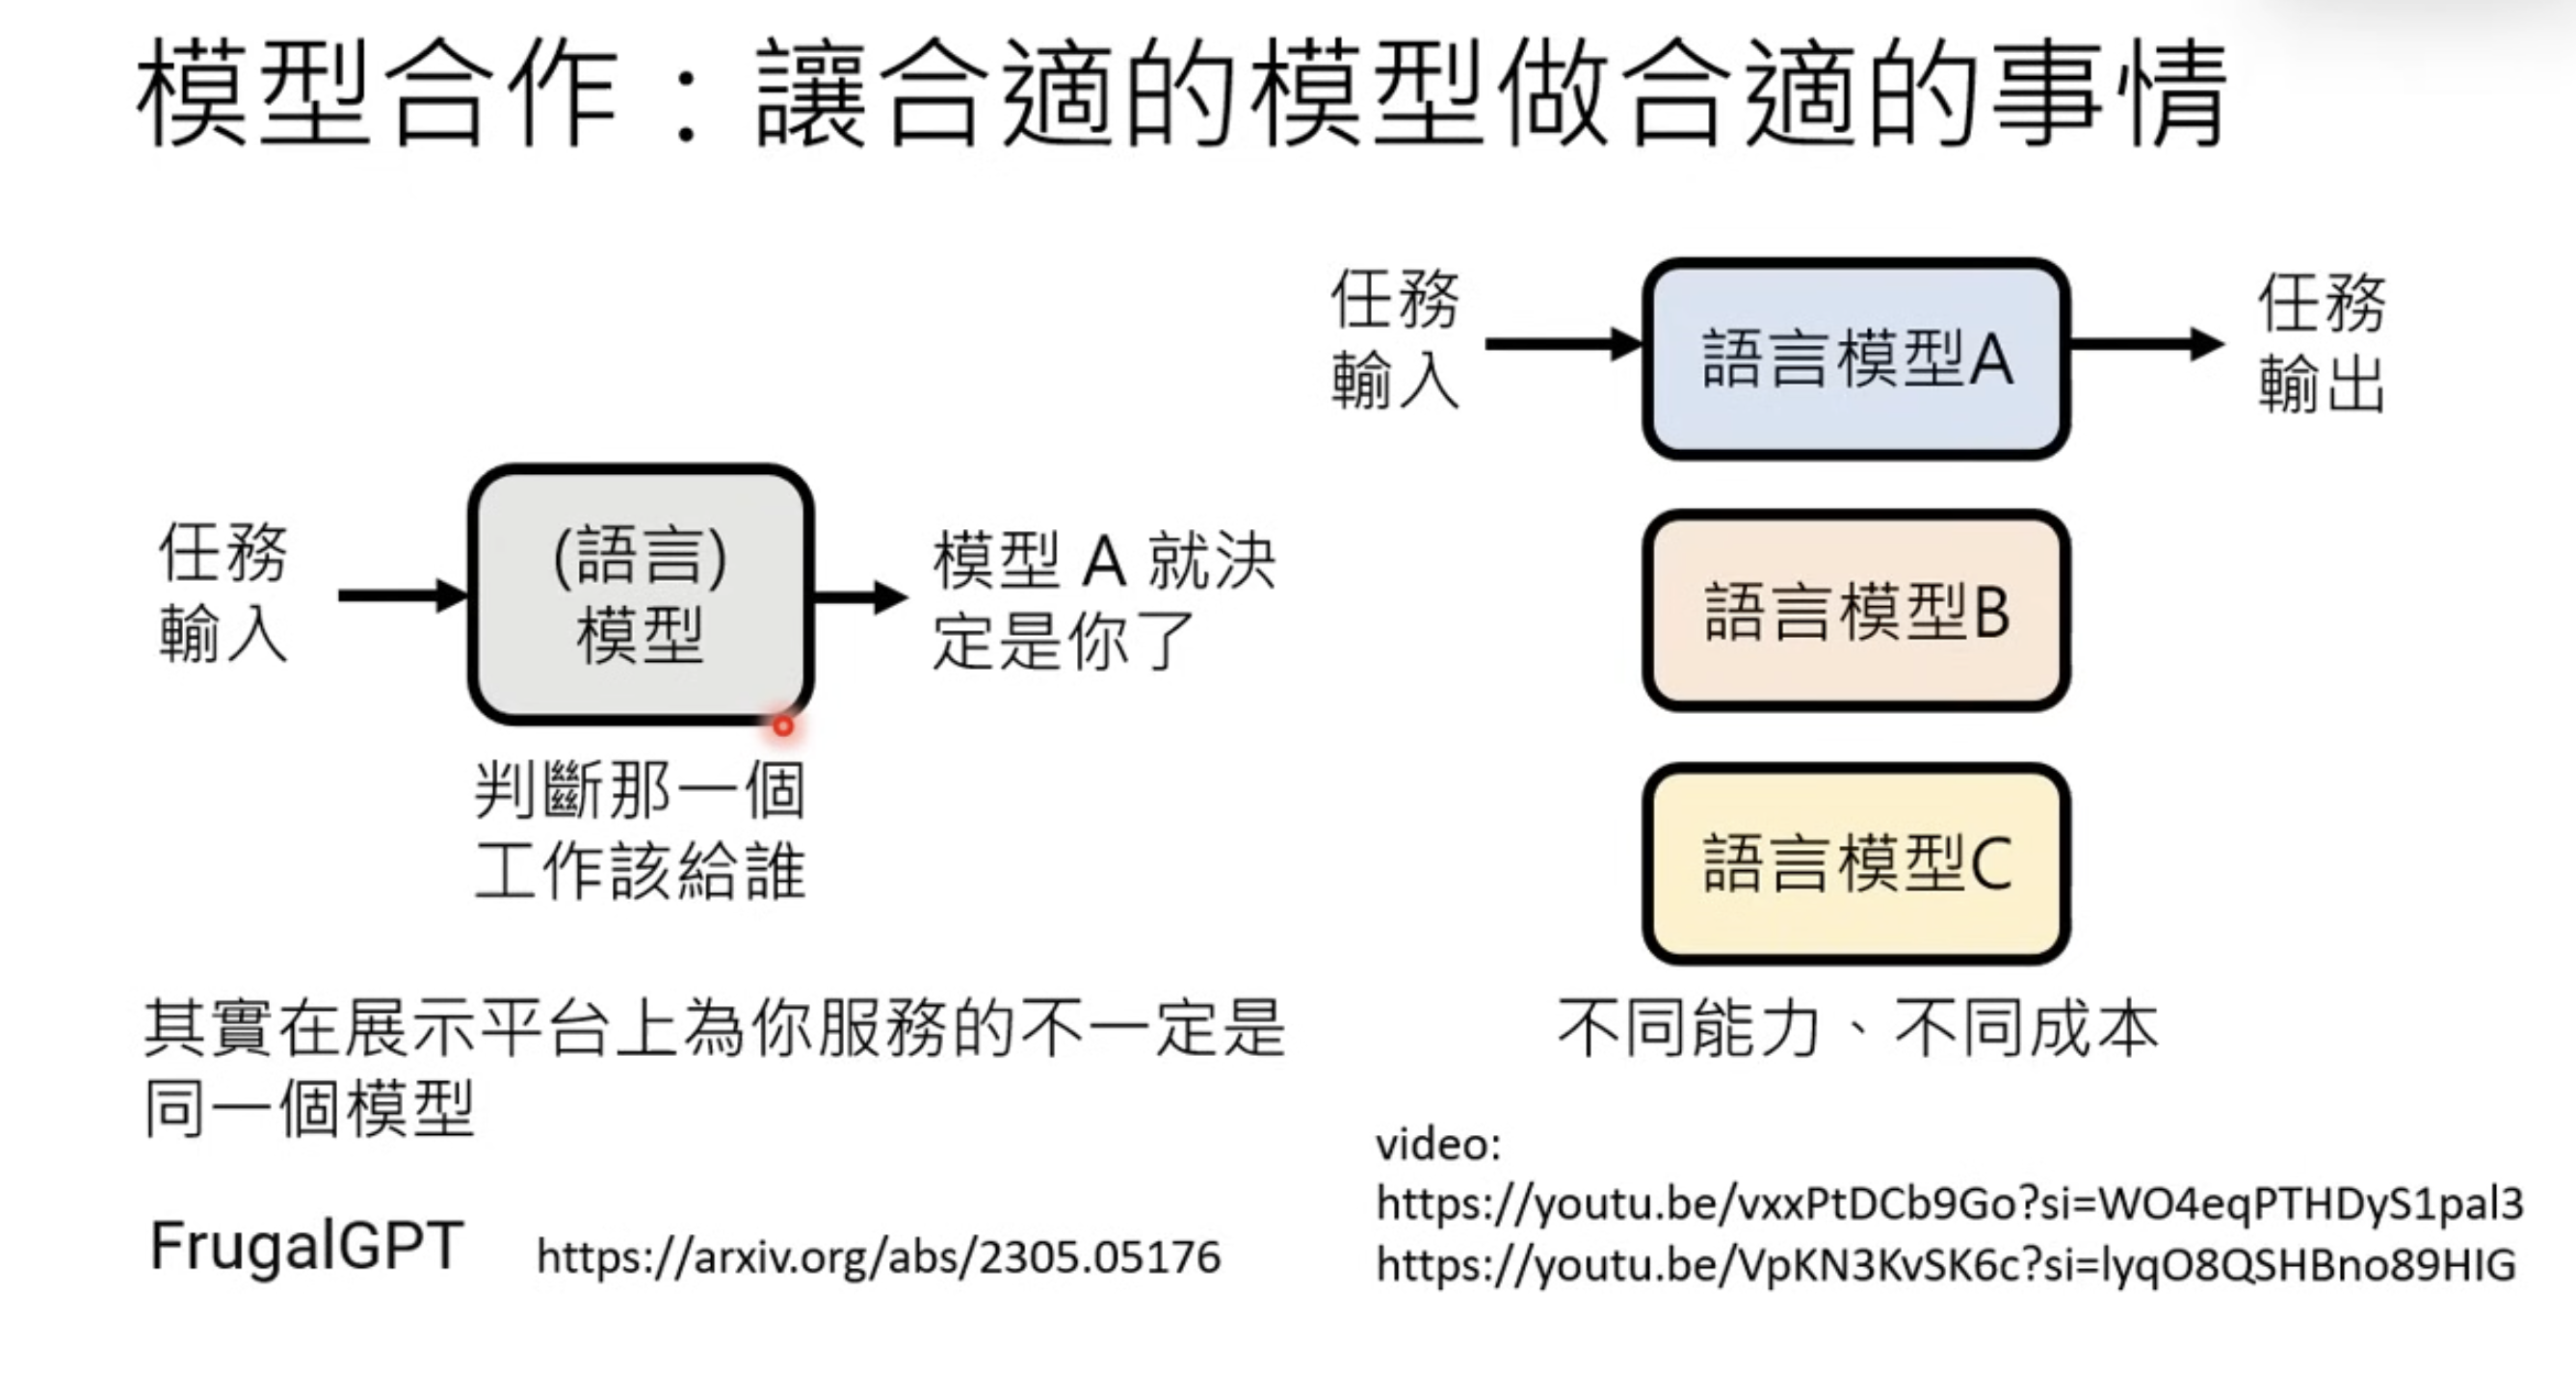 模型合作：讓合適的模型做合適的事情
任務
輸入
(語言)
模型
模型 A 就決
定是你了
判斷那一個
工作該給誰
任務
輸入
語言模型A
任務
輸出
語言模型B
語言模型C
不同能力、不同成本
其實在展示平台上為你服務的不一定是
同一個模型
FrugalGPT https://arxiv.org/abs/2305.05176
video:
https://youtu.be/vxxPtDCb9Go?si=WO4eqPTHDyS1pal3
https://youtu.be/VpKN3KvSK6c?si=lyqO8QSHBno89HIG